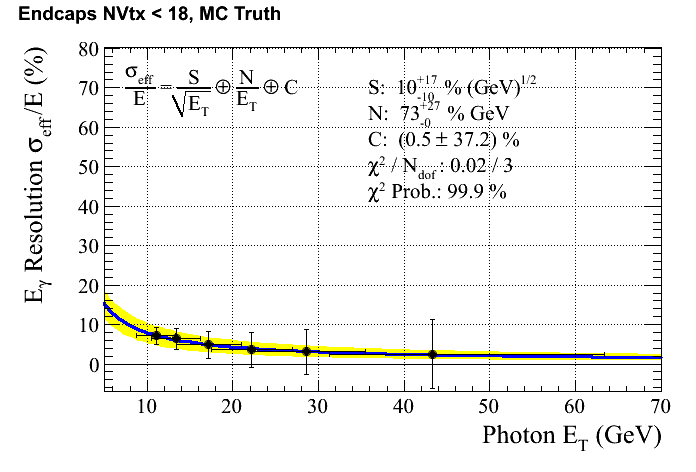 Endcaps NVtx < 18, MC Truth
Eγ Resolution σeff/E (%)
80
70
60
50
40
30
20
10
0
σeff/E = S/√ET ⊕ N/ET ⊕ C
S: 10 +17 -10 % (GeV)1/2
N: 73 +27 -0 % GeV
C: (0.5 ± 37.2) %
χ2 / Ndof : 0.02 / 3
χ2 Prob.: 99.9 %
10 20 30 40 50 60 70
Photon ET (GeV)